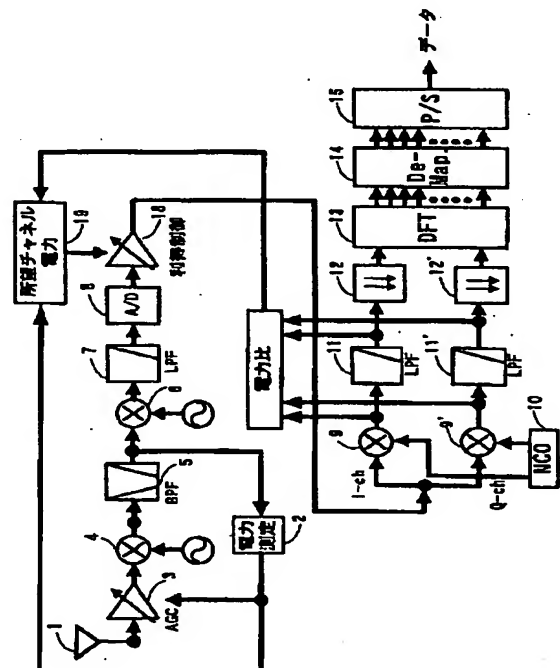 1
AGC
3
4
BPF
5
6
7
LPF
8
A/D
利得制御
18
所望チャネル
電力
19
電力
測定
2
電力比
I-ch
Q-ch
9
9'
NCO
10
11
LPF
11'
LPF
12
12'
13
DFT
14
De-Map.
15
P/S
データ